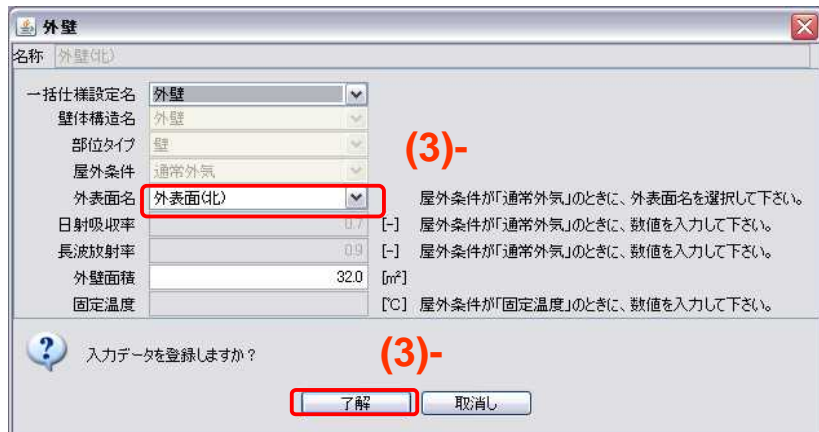 外壁
名称 外壁(北)
一括仕様設定名 外壁
壁体構造名 外壁
部位タイプ 壁
(3)-
屋外条件 通常外気
外表面名 外表面(北) 屋外条件が「通常外気」のときに、外表面名を選択して下さい。
日射吸収率 0.7 [-] 屋外条件が「通常外気」のときに、数値を入力して下さい。
長波放射率 0.9 [-] 屋外条件が「通常外気」のときに、数値を入力して下さい。
外壁面積 32.0 [㎡]
固定温度 [℃] 屋外条件が「固定温度」のときに、数値を入力して下さい。
入力データを登録しますか？
(3)-
了解 取消し